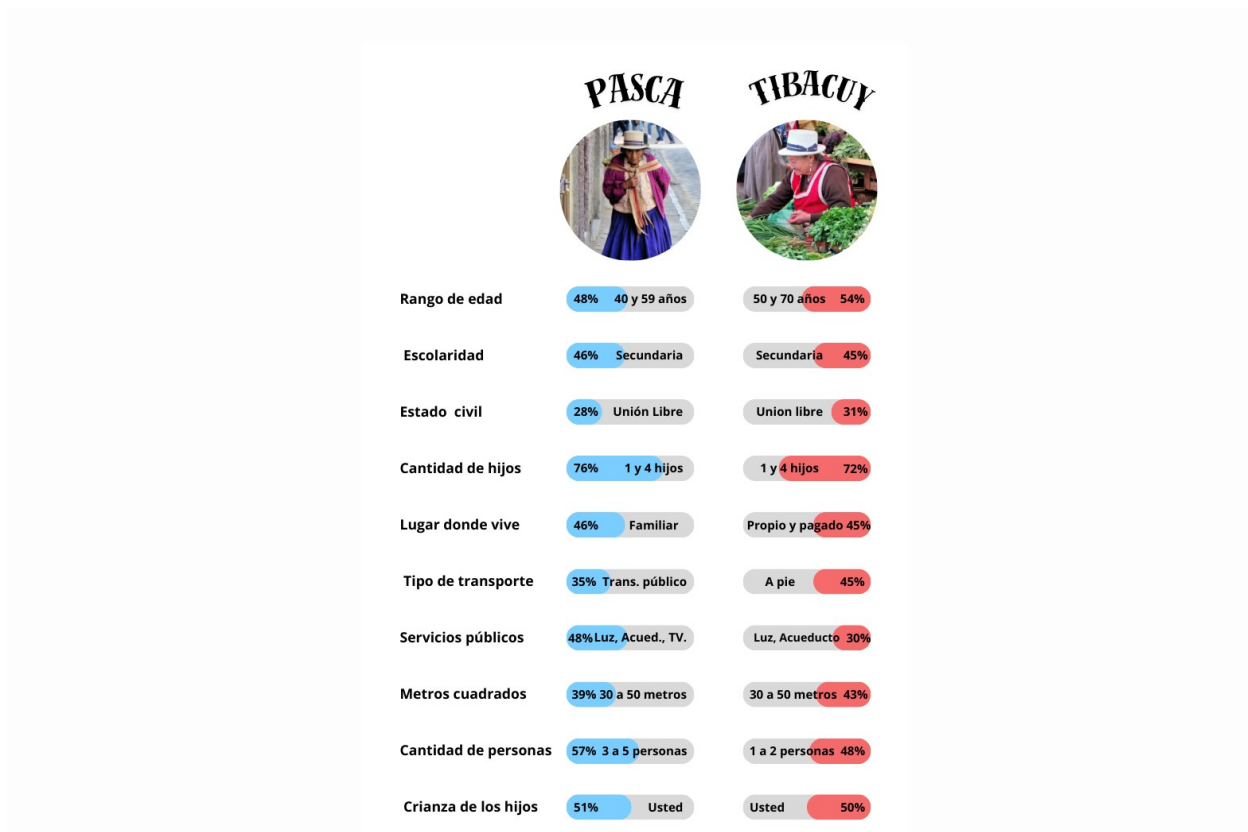 PASCA TIBACUY
Rango de edad 48% 40 y 59 años 50 y 70 años 54%
Escolaridad 46% Secundaria Secundaria 45%
Estado civil 28% Unión Libre Union libre 31%
Cantidad de hijos 76% 1 y 4 hijos 1 y 4 hijos 72%
Lugar donde vive 46% Familiar Propio y pagado 45%
Tipo de transporte 35% Trans. público A pie 45%
Servicios públicos 48% Luz, Acued., TV. Luz, Acueducto 30%
Metros cuadrados 39% 30 a 50 metros 30 a 50 metros 43%
Cantidad de personas 57% 3 a 5 personas 1 a 2 personas 48%
Crianza de los hijos 51% Usted Usted 50%